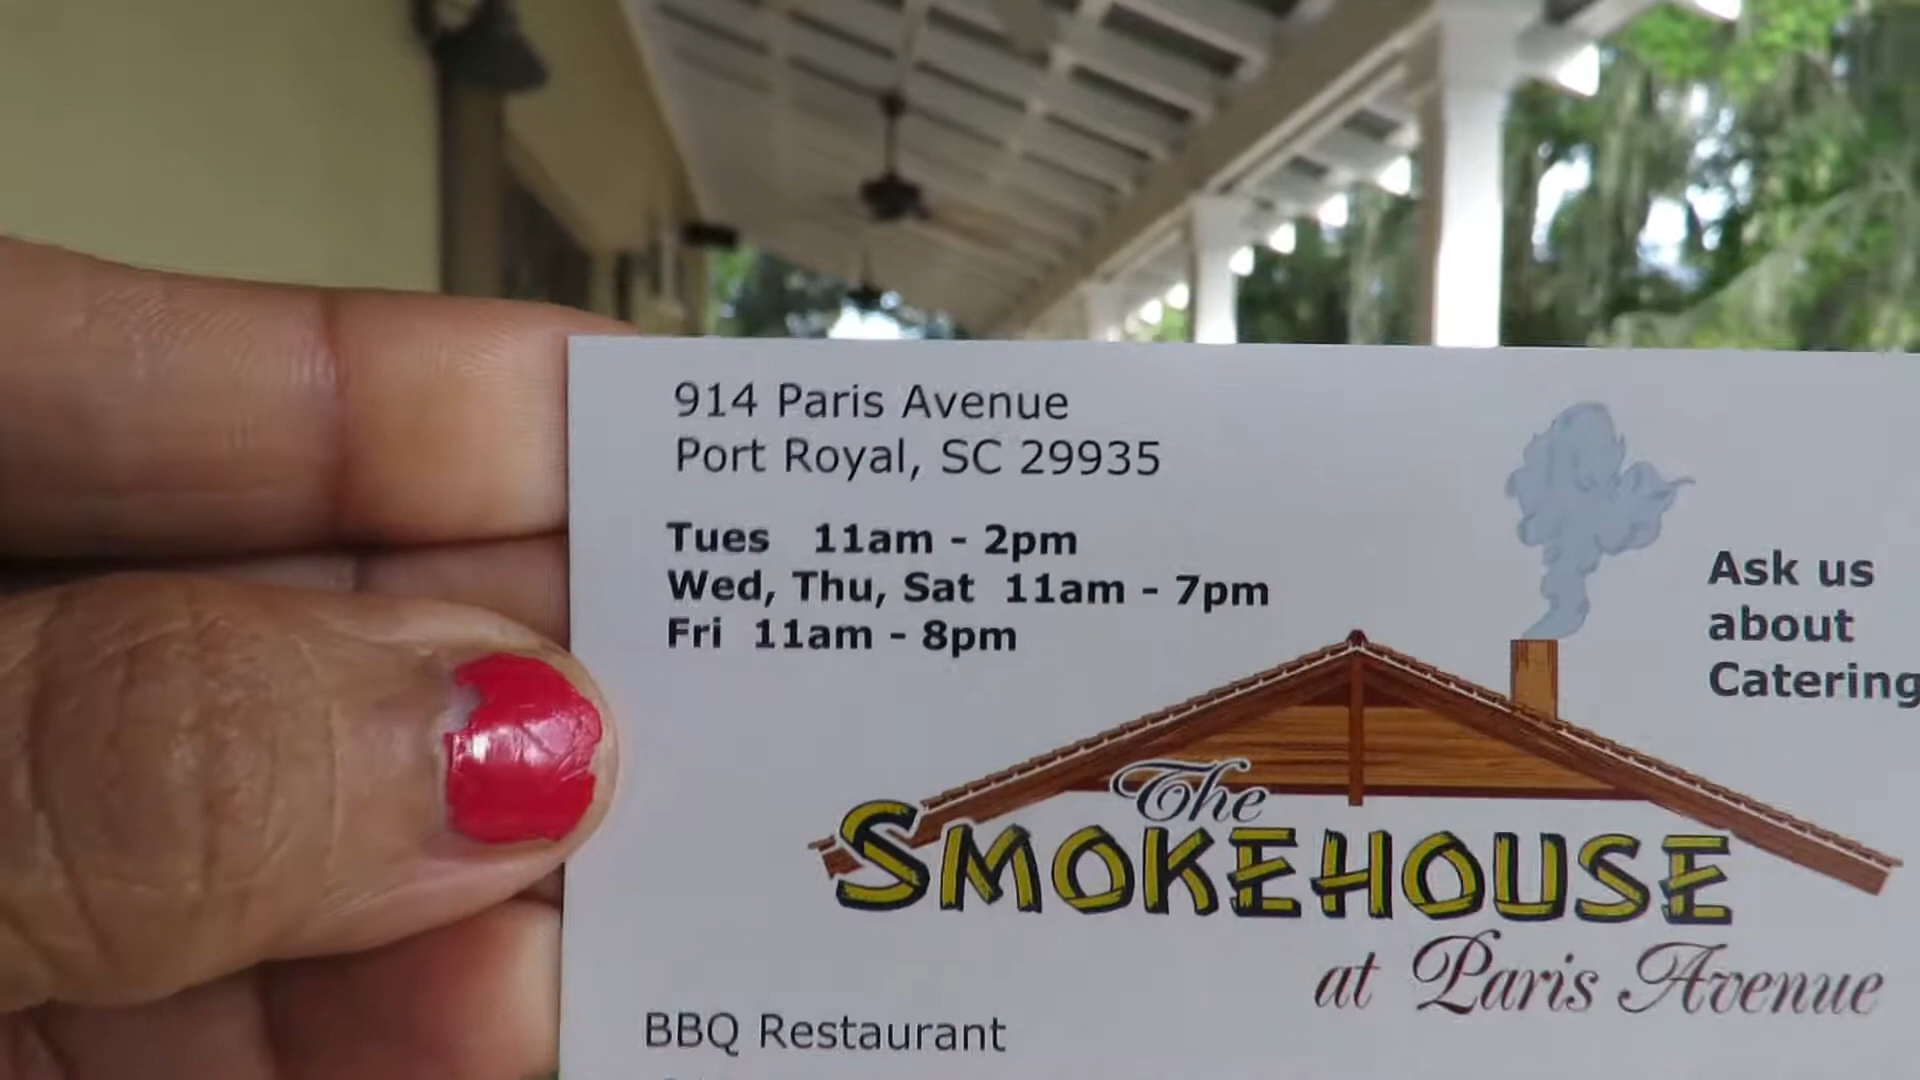 914 Paris Avenue
Port Royal, SC 29935
Tues 11am - 2pm
Wed, Thu, Sat 11am - 7pm
Fri 11am - 8pm
Ask us
about
Catering
The
SMOKEHOUSE
at Paris Avenue
BBQ Restaurant